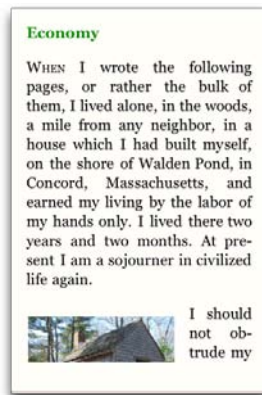 Economy
WHEN I wrote the following
pages, or rather the bulk of
them, I lived alone, in the woods,
a mile from any neighbor, in a
house which I had built myself,
on the shore of Walden Pond, in
Concord, Massachusetts, and
earned my living by the labor of
my hands only. I lived there two
years and two months. At pre-
sent I am a sojourner in civilized
life again.
I should
not ob-
trude my